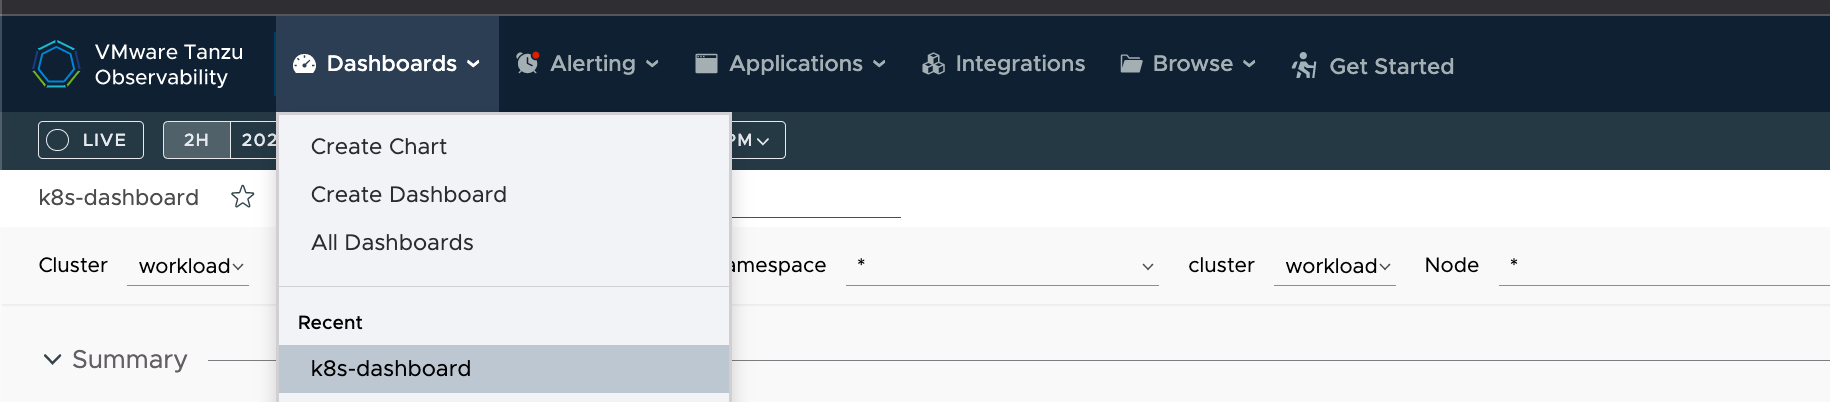 VMware Tanzu
Observability
Dashboards
Alerting
Applications
Integrations
Browse
Get Started
LIVE
2H
202
PM
Create Chart
Create Dashboard
All Dashboards
Recent
k8s-dashboard
k8s-dashboard
Cluster workload
amespace *
cluster workload
Node *
Summary